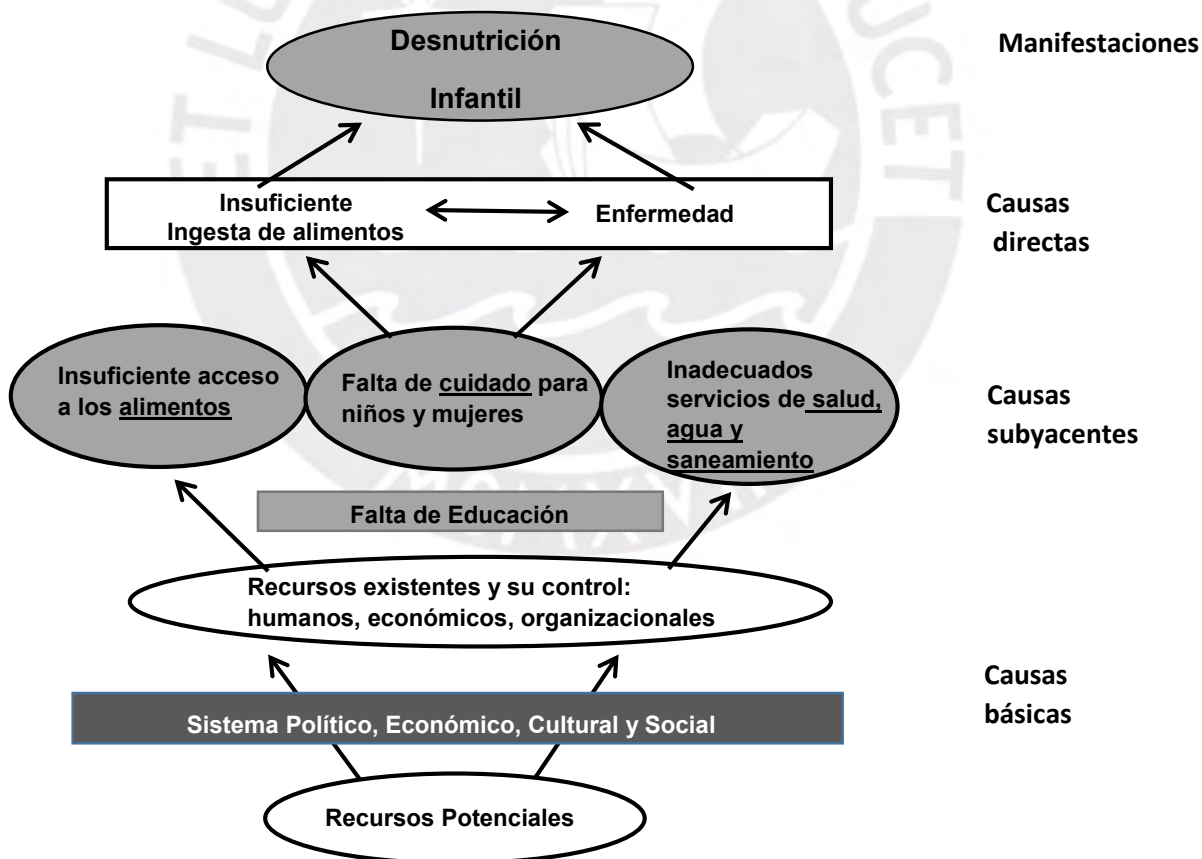 Desnutrición
Infantil
Manifestaciones
Insuficiente
Ingesta de alimentos
Enfermedad
Causas
directas
Insuficiente acceso
a los alimentos
Falta de cuidado para
niños y mujeres
Inadecuados
servicios de salud,
agua y
saneamiento
Causas
subyacentes
Falta de Educación
Recursos existentes y su control:
humanos, económicos, organizacionales
Causas
básicas
Sistema Político, Económico, Cultural y Social
Recursos Potenciales